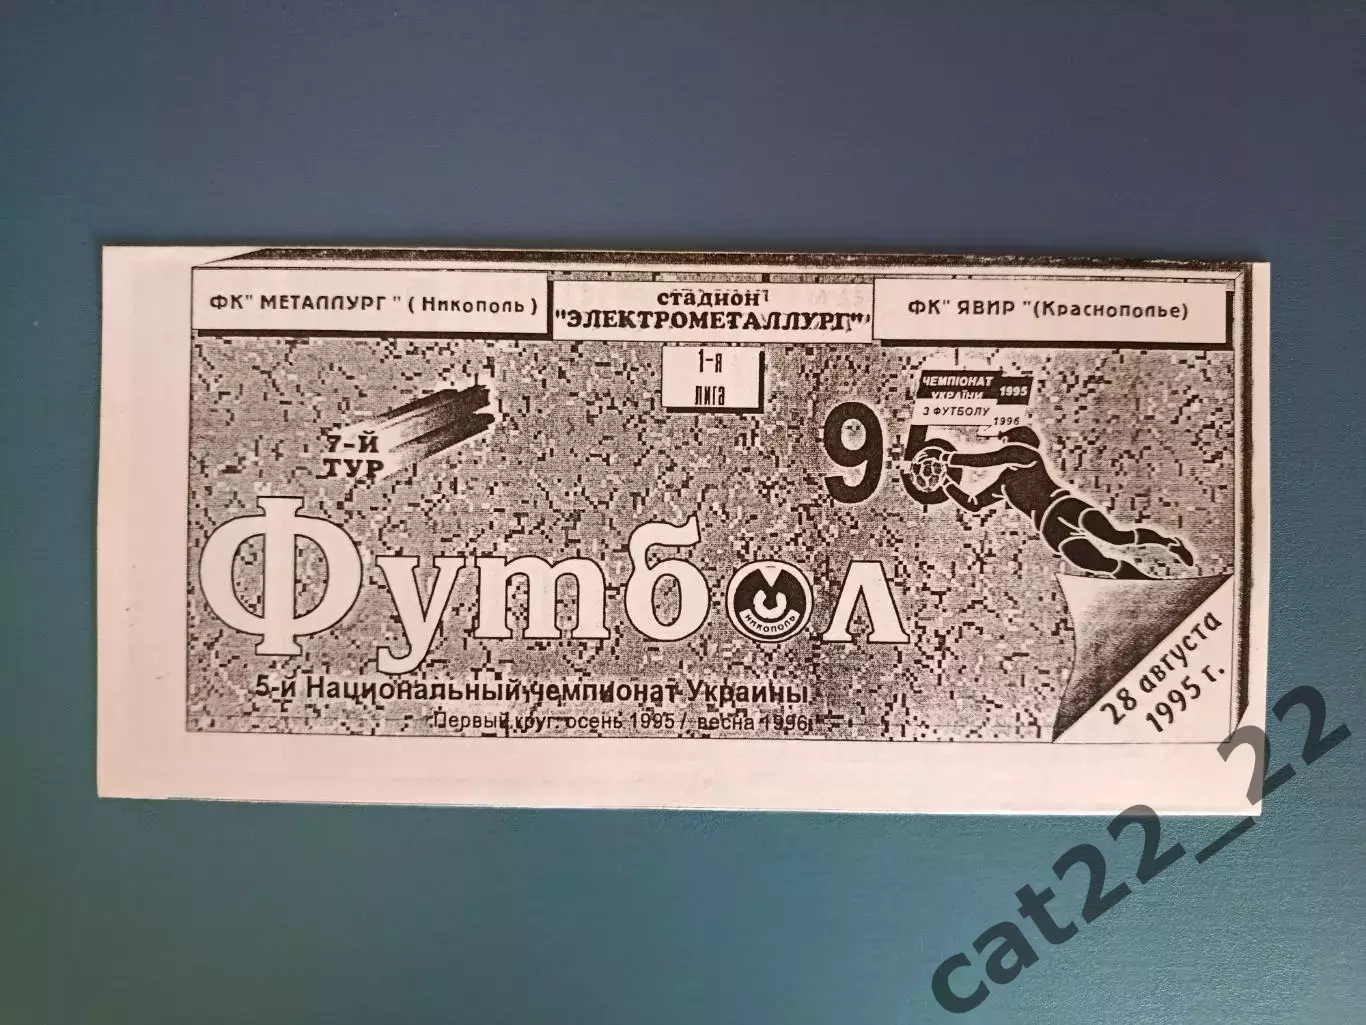 ФК" МЕТАЛЛУРГ " ( Никополь )
стадион
"ЭЛЕКТРОМЕТАЛЛУРГ"
ФК" ЯВИР "(Краснополье)
1-я
лига
ЧЕМПІОНАТ
УКРАЇНИ
1995
З ФУТБОЛУ
1996
95
7-й
ТУР
Футбол
НИКОПОЛЬ
5-й Национальный чемпионат Украины
Первый круг: осень 1995 / весна 1996
28 августа
1995 г.
cat22_22